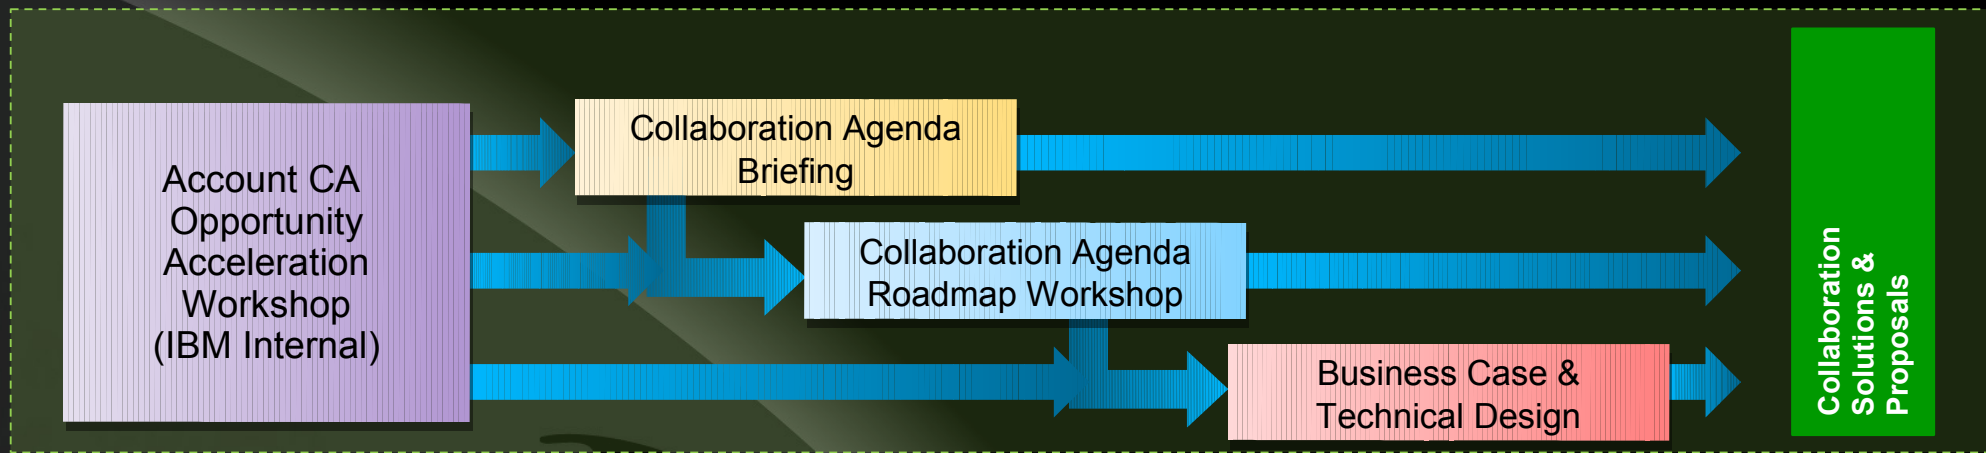 Account CA
Opportunity
Acceleration
Workshop
(IBM Internal)
Collaboration Agenda
Briefing
Collaboration Agenda
Roadmap Workshop
Business Case &
Technical Design
Collaboration
Solutions &
Proposals